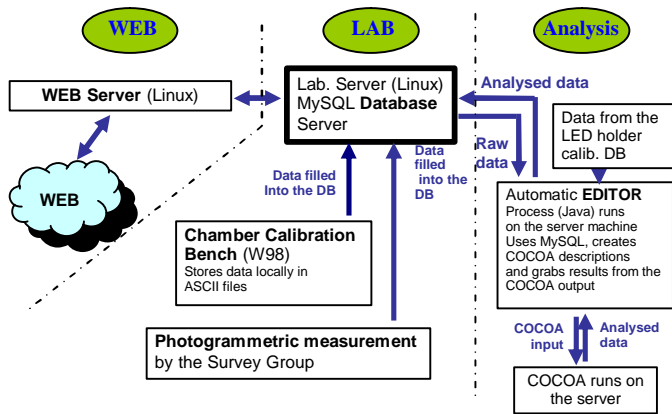 WEB
LAB
Analysis
WEB Server (Linux)
WEB
Lab. Server (Linux)
MySQL Database
Server
Data filled
Into the DB
Data
filled
into the
DB
Chamber Calibration
Bench (W98)
Stores data locally in
ASCII files
Photogrammetric measurement
by the Survey Group
Analysed data
Raw
data
Data from the
LED holder
calib. DB
Automatic EDITOR
Process (Java) runs
on the server machine
Uses MySQL, creates
COCOA descriptions
and grabs results from the
COCOA output
COCOA
input
Analysed
data
COCOA runs on
the server